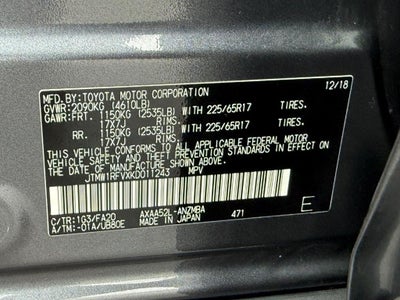 MFD.BY:TOYOTA MOTOR CORPORATION 12/18
GVWR:2090KG (4610LB)
GAWR:FRT. 1150KG (2535LB) WITH 225/65R17 TIRES.
17X7J RIMS.
RR. 1150KG (2535LB) WITH 225/65R17 TIRES.
17X7J RIMS.
THIS VEHICLE CONFORMS TO ALL APPLICABLE FEDERAL MOTOR
VEHICLE SAFETY AND THEFT PREVENTION STANDARDS IN EFFECT
ON THE DATE OF MANUFACTURE SHOWN ABOVE.
JTMW1RFVXKD011243 MPV
C/TR:1G3/FA20 AXAA52L-ANZMBA 471 E
A/TM:-01A/UB80E MADE IN JAPAN